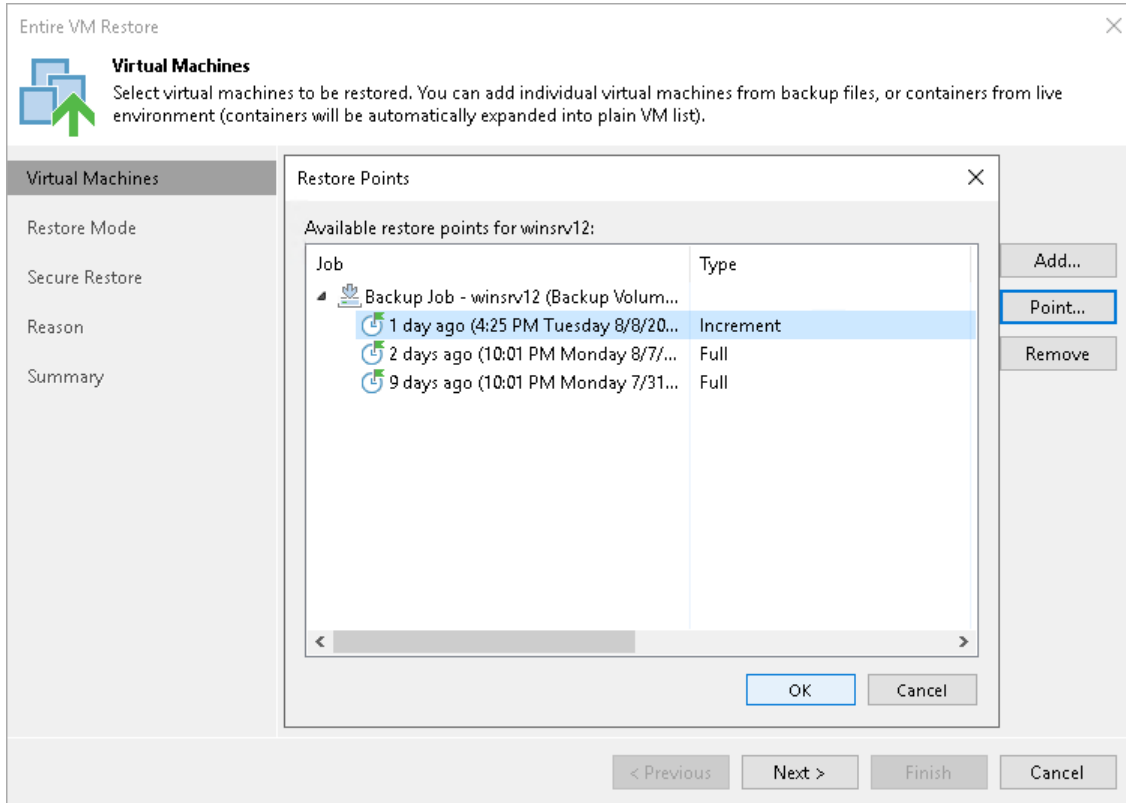 Entire VM Restore
Virtual Machines
Select virtual machines to be restored. You can add individual virtual machines from backup files, or containers from live
environment (containers will be automatically expanded into plain VM list).
Virtual Machines
Restore Mode
Secure Restore
Reason
Summary
Restore Points
Available restore points for winsrv12:
Job Type
Backup Job - winsrv12 (Backup Volum...
1 day ago (4:25 PM Tuesday 8/8/20... Increment
2 days ago (10:01 PM Monday 8/7/... Full
9 days ago (10:01 PM Monday 7/31... Full
OK Cancel
Add...
Point...
Remove
< Previous Next > Finish Cancel